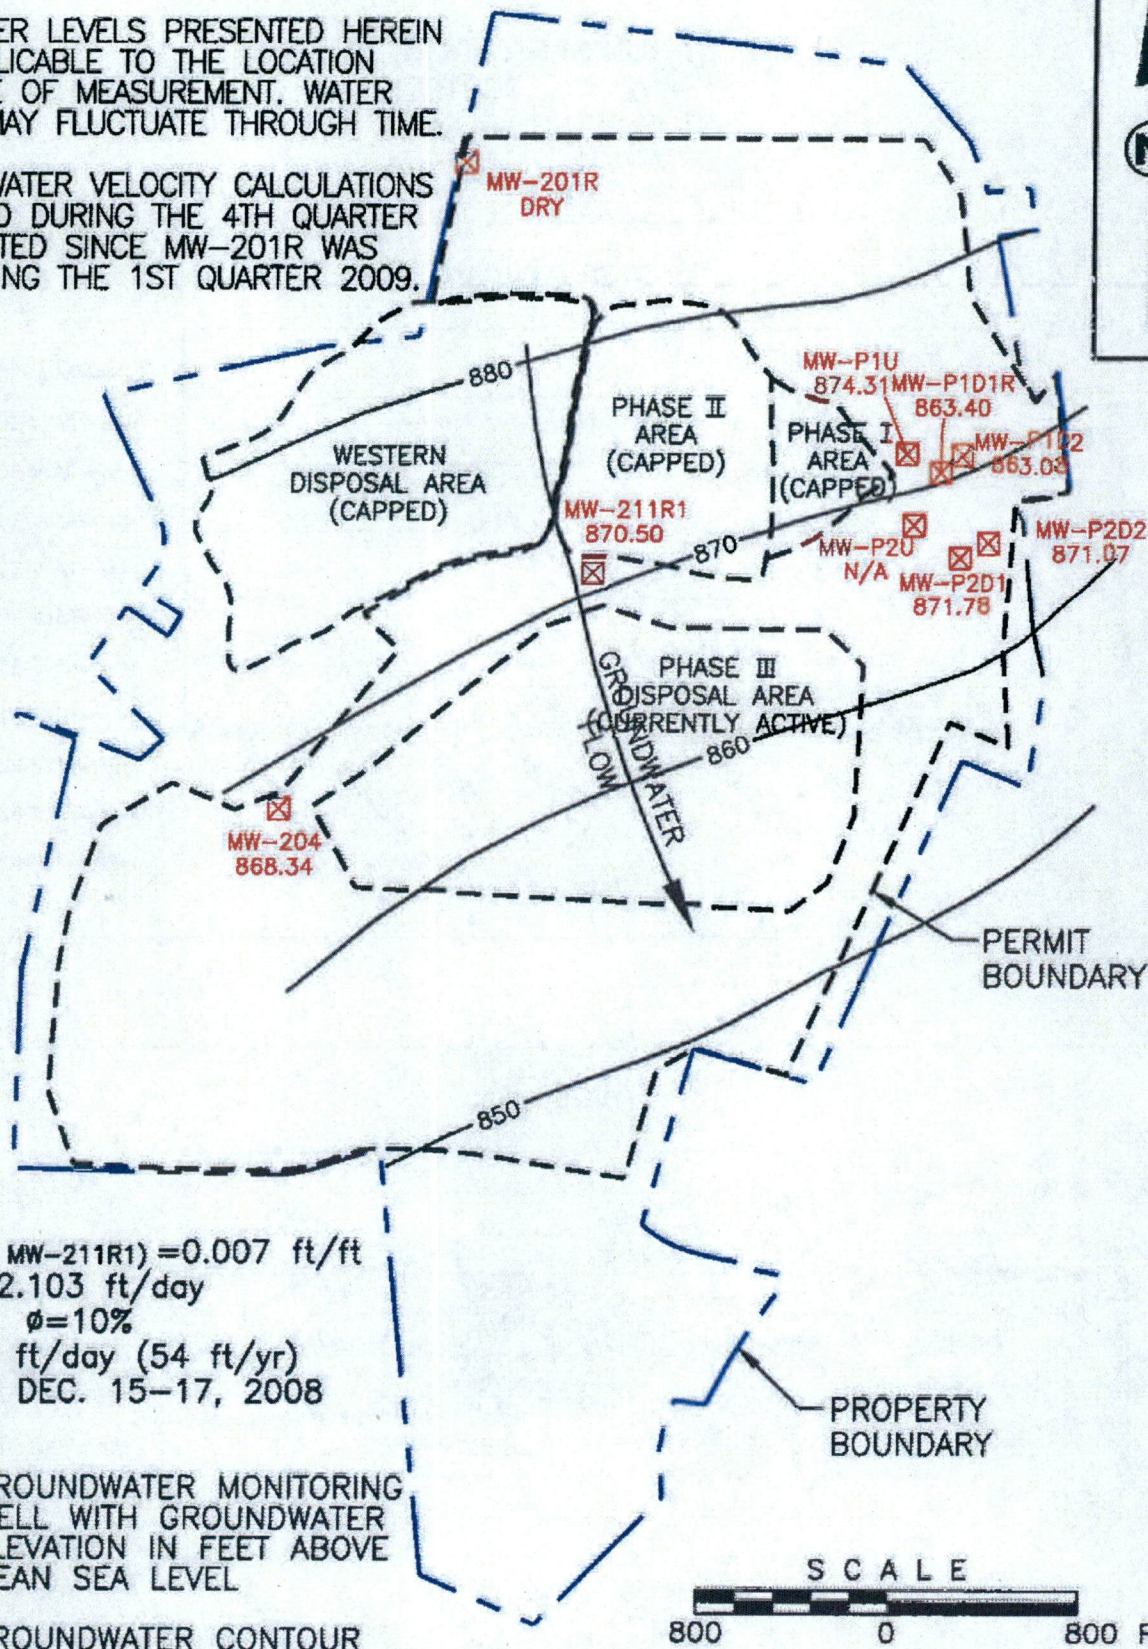 ER LEVELS PRESENTED HEREIN
LICABLE TO THE LOCATION
OF MEASUREMENT. WATER
MAY FLUCTUATE THROUGH TIME.
WATER VELOCITY CALCULATIONS
D DURING THE 4TH QUARTER
TED SINCE MW-201R WAS
NG THE 1ST QUARTER 2009.
MW-201R
DRY
880
MW-P1U
874.31
MW-P1D1R
863.40
PHASE II
AREA
(CAPPED)
PHASE I
AREA
(CAPPED)
WESTERN
DISPOSAL AREA
(CAPPED)
MW-211R1
870.50
870
MW-P2U
N/A
MW-P2D1
871.78
MW-P2D2
871.07
PHASE III
DISPOSAL AREA
(CURRENTLY ACTIVE)
GROUNDWATER
FLOW
860
MW-204
868.34
PERMIT
BOUNDARY
850
MW-211R1) =0.007 ft/ft
2.103 ft/day
ø=10%
ft/day (54 ft/yr)
DEC. 15-17, 2008
PROPERTY
BOUNDARY
ROUNDWATER MONITORING
ELL WITH GROUNDWATER
LEVATION IN FEET ABOVE
EAN SEA LEVEL
SCALE
800 0 800 F
ROUNDWATER CONTOUR